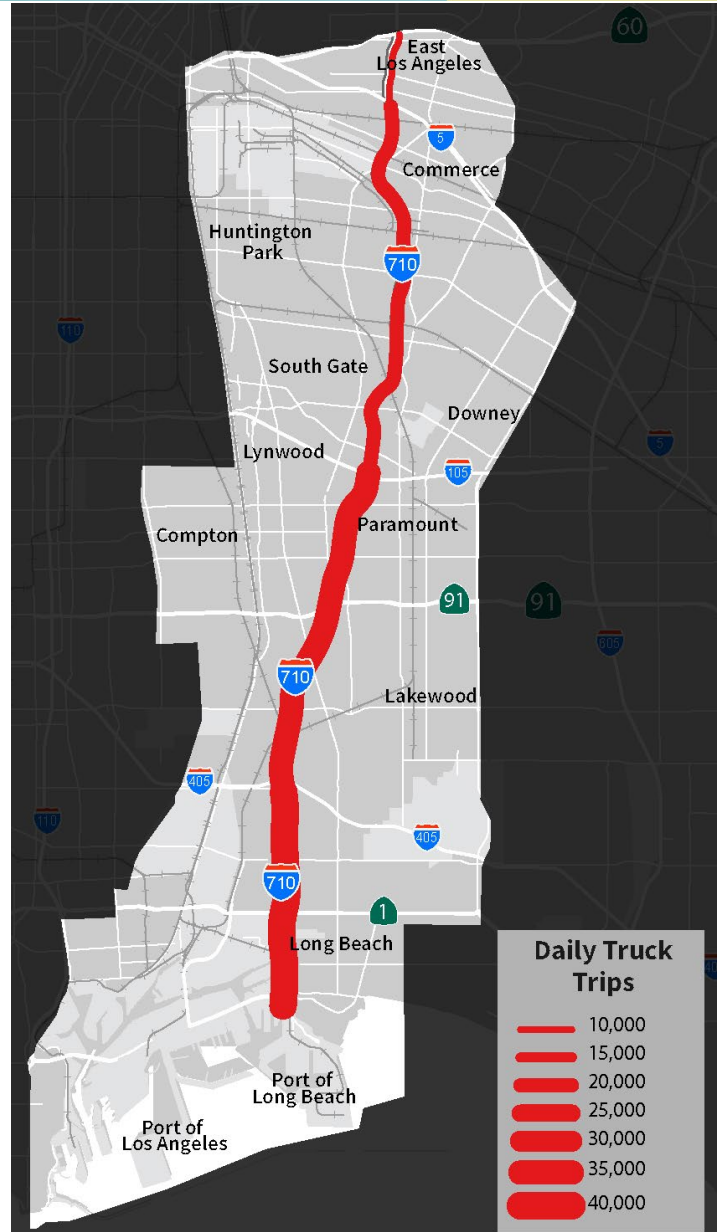 60
East
Los Angeles
5
Commerce
Huntington
Park
710
110
South Gate
Downey
5
Lynwood
105
Compton
Paramount
91
91
605
710
Lakewood
405
110
405
710
1
Long Beach
Port of
Long Beach
Port of
Los Angeles
Daily Truck
Trips
10,000
15,000
20,000
25,000
30,000
35,000
40,000